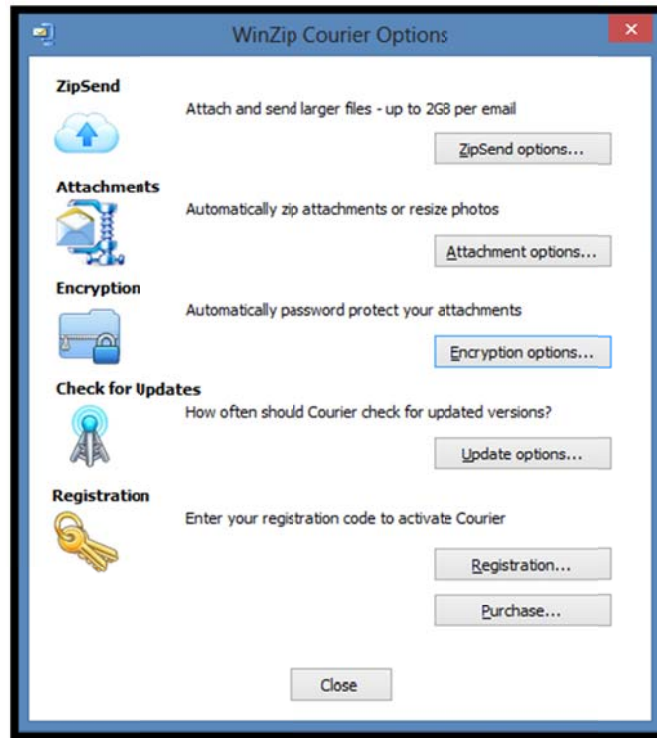 WinZip Courier Options
ZipSend
Attach and send larger files - up to 2GB per email
ZipSend options...
Attachments
Automatically zip attachments or resize photos
Attachment options...
Encryption
Automatically password protect your attachments
Encryption options...
Check for Updates
How often should Courier check for updated versions?
Update options...
Registration
Enter your registration code to activate Courier
Registration...
Purchase...
Close